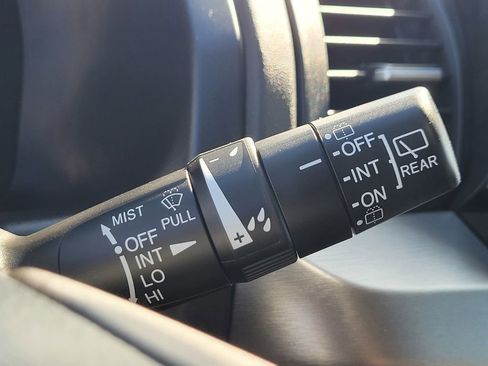 MIST
PULL
OFF
INT
LO
HI
- +
OFF
INT
ON
REAR